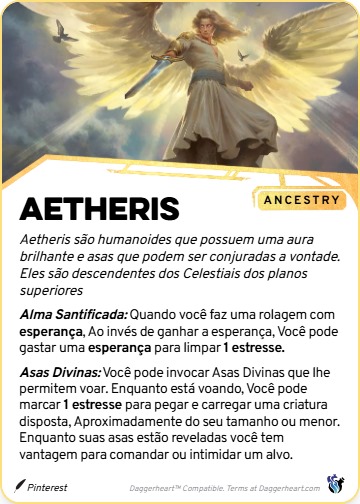 AETHERIS
ANCESTRY
Aetheris são humanoides que possuem uma aura
brilhante e asas que podem ser conjuradas a vontade.
Eles são descendentes dos Celestiais dos planos
superiores
Alma Santificada: Quando você faz uma rolagem com
esperança, Ao invés de ganhar a esperança, Você pode
gastar uma esperança para limpar 1 estresse.
Asas Divinas: Você pode invocar Asas Divinas que lhe
permitem voar. Enquanto está voando, Você pode
marcar 1 estresse para pegar e carregar uma criatura
disposta, Aproximadamente do seu tamanho ou menor.
Enquanto suas asas estão reveladas você tem
vantagem para comandar ou intimidar um alvo.
Pinterest
Daggerheart™ Compatible. Terms at Daggerheart.com